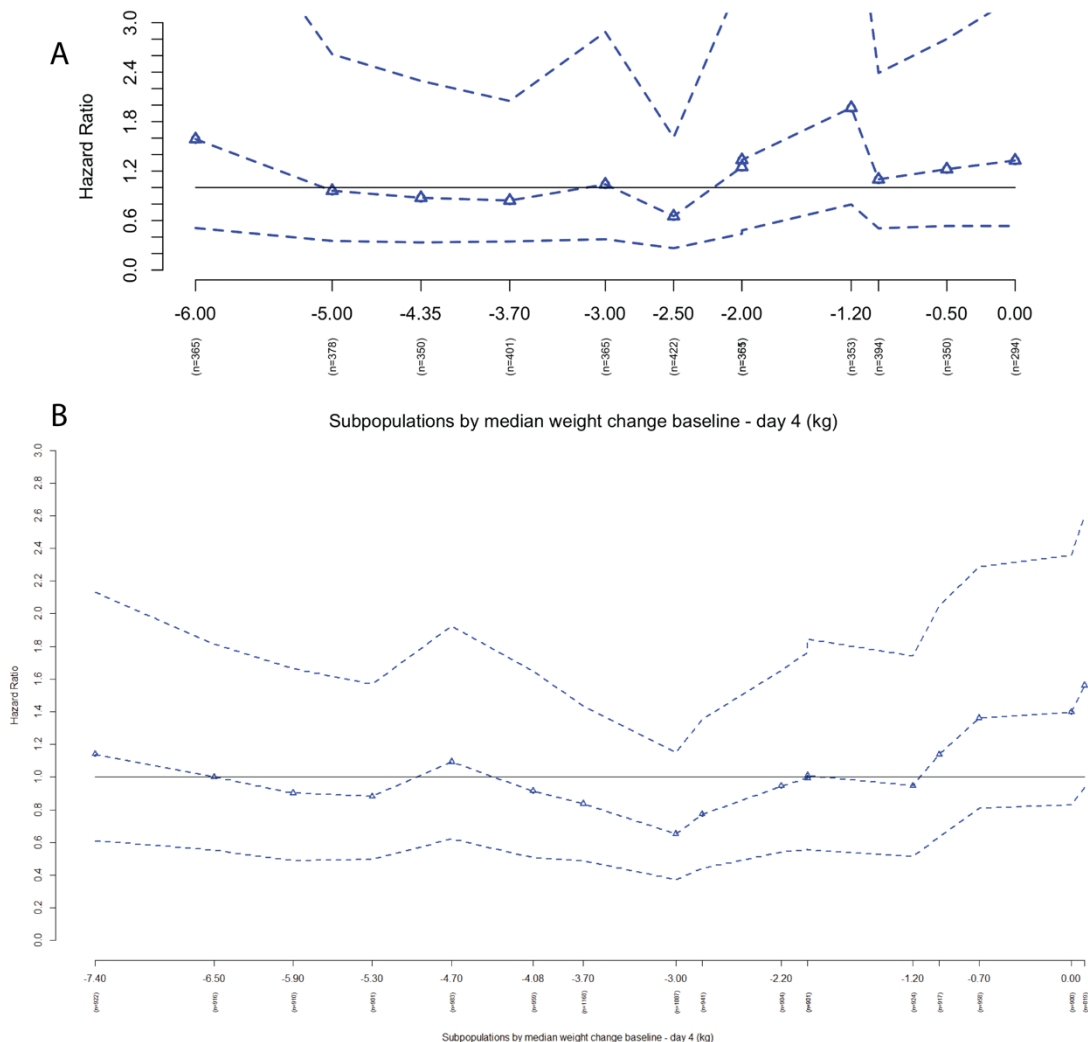 A
Hazard Ratio
3.0
2.4
1.8
1.2
0.6
0.0
-6.00 -5.00 -4.35 -3.70 -3.00 -2.50 -2.00 -1.20 -0.50 0.00
(n=365) (n=378) (n=350) (n=401) (n=365) (n=422) (n=353) (n=394) (n=350) (n=294)
Subpopulations by median weight change baseline - day 4 (kg)
B
Hazard Ratio
3.0
2.8
2.6
2.4
2.2
2.0
1.8
1.6
1.4
1.2
1.0
0.8
0.6
0.4
0.2
0.0
-7.40 -6.50 -5.90 -5.30 -4.70 -4.08 -3.70 -3.00 -2.20 -1.20 -0.70 0.00
Subpopulations by median weight change baseline - day 4 (kg)